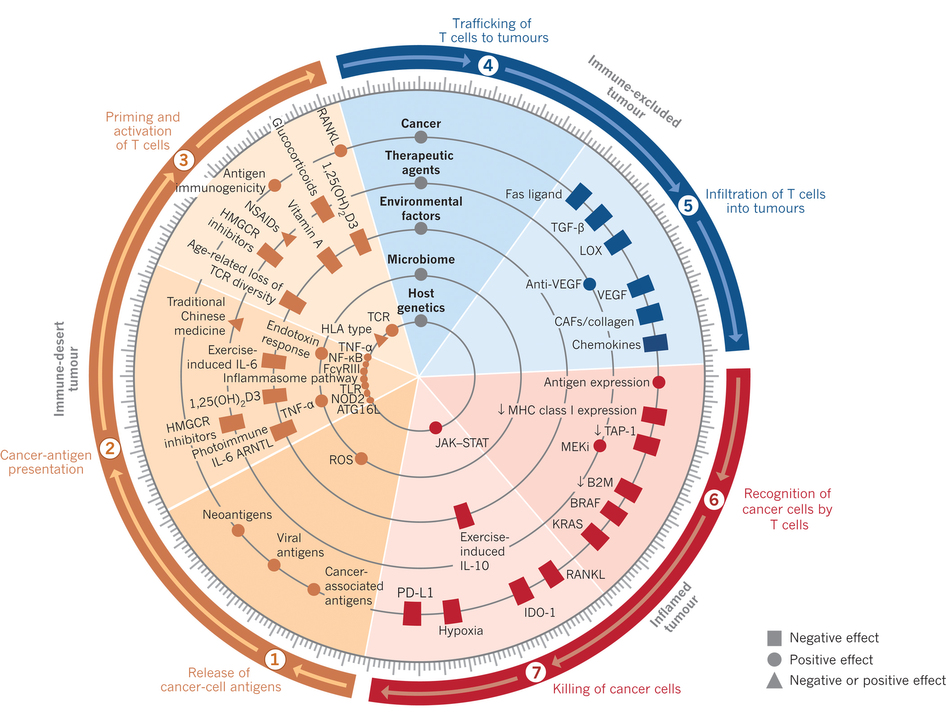 Trafficking of
T cells to tumours
4
Immune-excluded
tumour
Infiltration of T cells
into tumours
5
Priming and
activation
of T cells
3
Immune-desert
tumour
Cancer-antigen
presentation
2
Release of
cancer-cell antigens
1
Recognition of
cancer cells by
T cells
6
Inflamed
tumour
Killing of cancer cells
7
Cancer
Therapeutic
agents
Environmental
factors
Microbiome
Host
genetics
RANKL
Glucocorticoids
1,25(OH)2D3
Antigen
immunogenicity
NSAIDs
Vitamin A
HMGCR
inhibitors
Age-related loss of
TCR diversity
TCR
HLA type
Traditional
Chinese
medicine
Endotoxin
response
TNF-α
NF-κB
FcγRIII
Exercise-
induced IL-6
Inflammasome pathway
TLR
1,25(OH)2D3
TNF-α
NOD2
ATG16L
HMGCR
inhibitors
Photoimmune
IL-6 ARNTL
ROS
Neoantigens
Viral
antigens
Cancer-
associated
antigens
Fas ligand
TGF-β
LOX
Anti-VEGF
VEGF
CAFs/collagen
Chemokines
Antigen expression
↓MHC class I expression
↓TAP-1
MEKi
↓B2M
BRAF
KRAS
JAK–STAT
Exercise-
induced
IL-10
RANKL
IDO-1
Hypoxia
PD-L1
Negative effect
Positive effect
Negative or positive effect